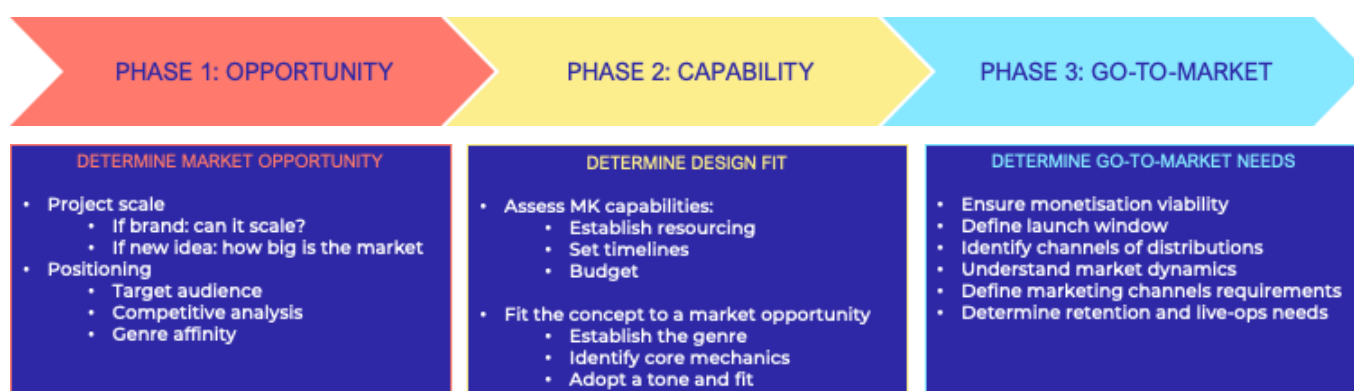 PHASE 1: OPPORTUNITY
PHASE 2: CAPABILITY
PHASE 3: GO-TO-MARKET
DETERMINE MARKET OPPORTUNITY
• Project scale
• If brand: can it scale?
• If new idea: how big is the market
• Positioning
• Target audience
• Competitive analysis
• Genre affinity
DETERMINE DESIGN FIT
• Assess MK capabilities:
• Establish resourcing
• Set timelines
• Budget
• Fit the concept to a market opportunity
• Establish the genre
• Identify core mechanics
• Adopt a tone and fit
DETERMINE GO-TO-MARKET NEEDS
• Ensure monetisation viability
• Define launch window
• Identify channels of distributions
• Understand market dynamics
• Define marketing channels requirements
• Determine retention and live-ops needs